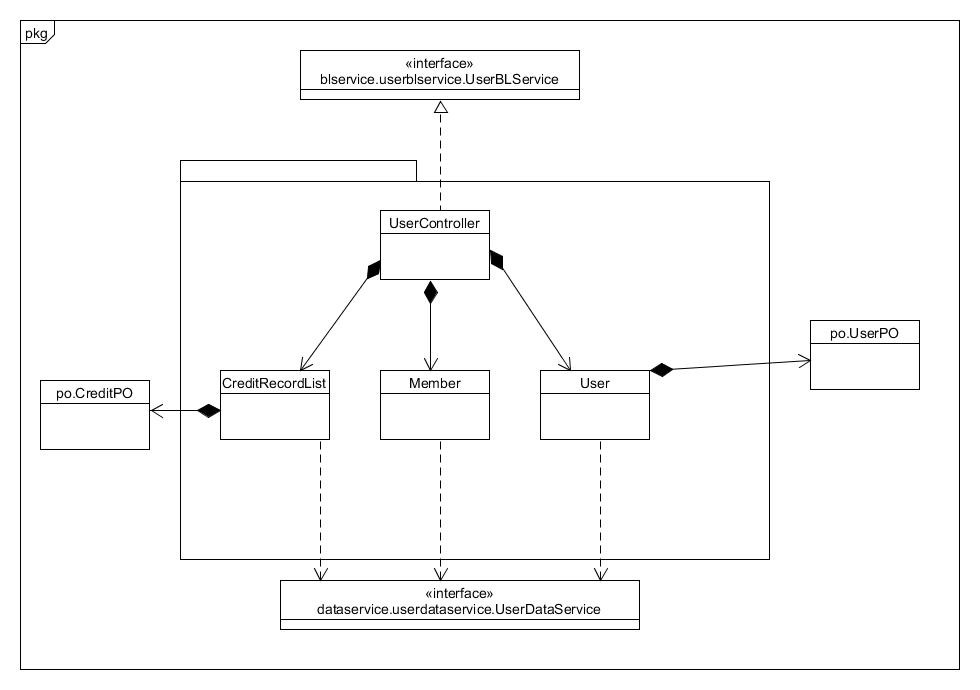 pkg
«interface»
blservice.userblservice.UserBLService
UserController
po.UserPO
CreditRecordList
Member
User
po.CreditPO
«interface»
dataservice.userdataservice.UserDataService